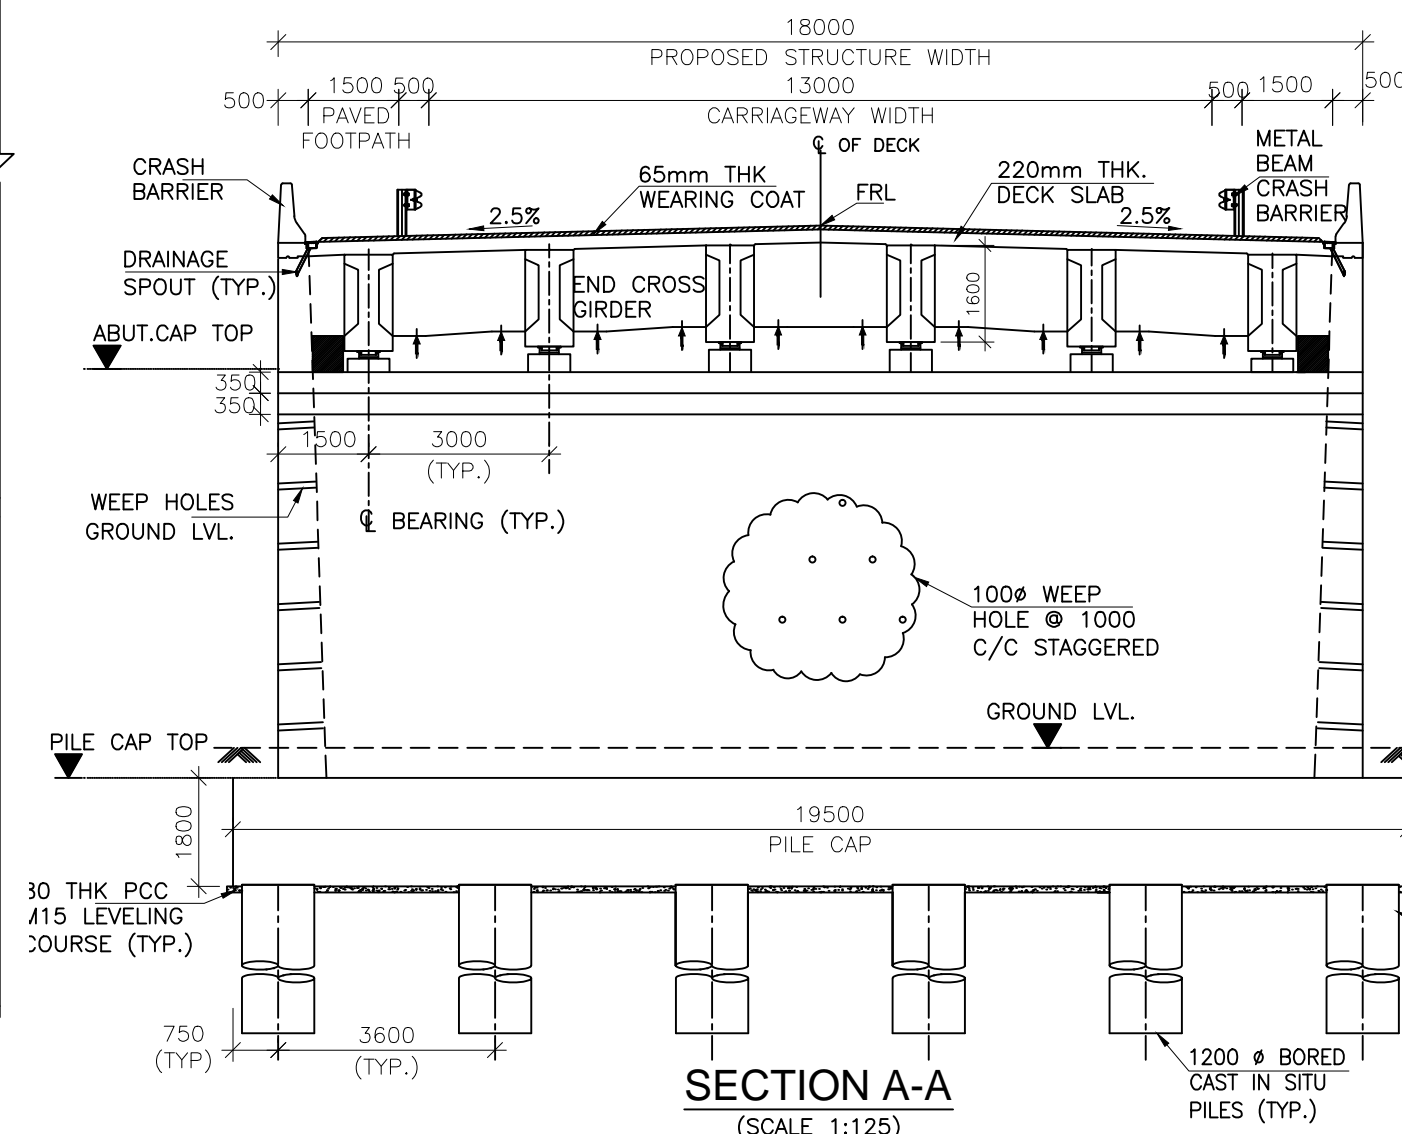 18000
PROPOSED STRUCTURE WIDTH
500
1500
500
13000
500
1500
500
PAVED
FOOTPATH
CARRIAGEWAY WIDTH
℄ OF DECK
METAL
BEAM
CRASH
BARRIER
CRASH
BARRIER
65mm THK
WEARING COAT
FRL
220mm THK.
DECK SLAB
2.5%
2.5%
DRAINAGE
SPOUT (TYP.)
END CROSS
GIRDER
1600
ABUT.CAP TOP
350
350
1500
3000
(TYP.)
WEEP HOLES
GROUND LVL.
℄ BEARING (TYP.)
100ø WEEP
HOLE @ 1000
C/C STAGGERED
GROUND LVL.
PILE CAP TOP
1800
19500
PILE CAP
THK PCC
M15 LEVELING
COURSE (TYP.)
750
(TYP)
3600
(TYP.)
1200 ø BORED
CAST IN SITU
PILES (TYP.)
SECTION A-A
(SCALE 1:125)